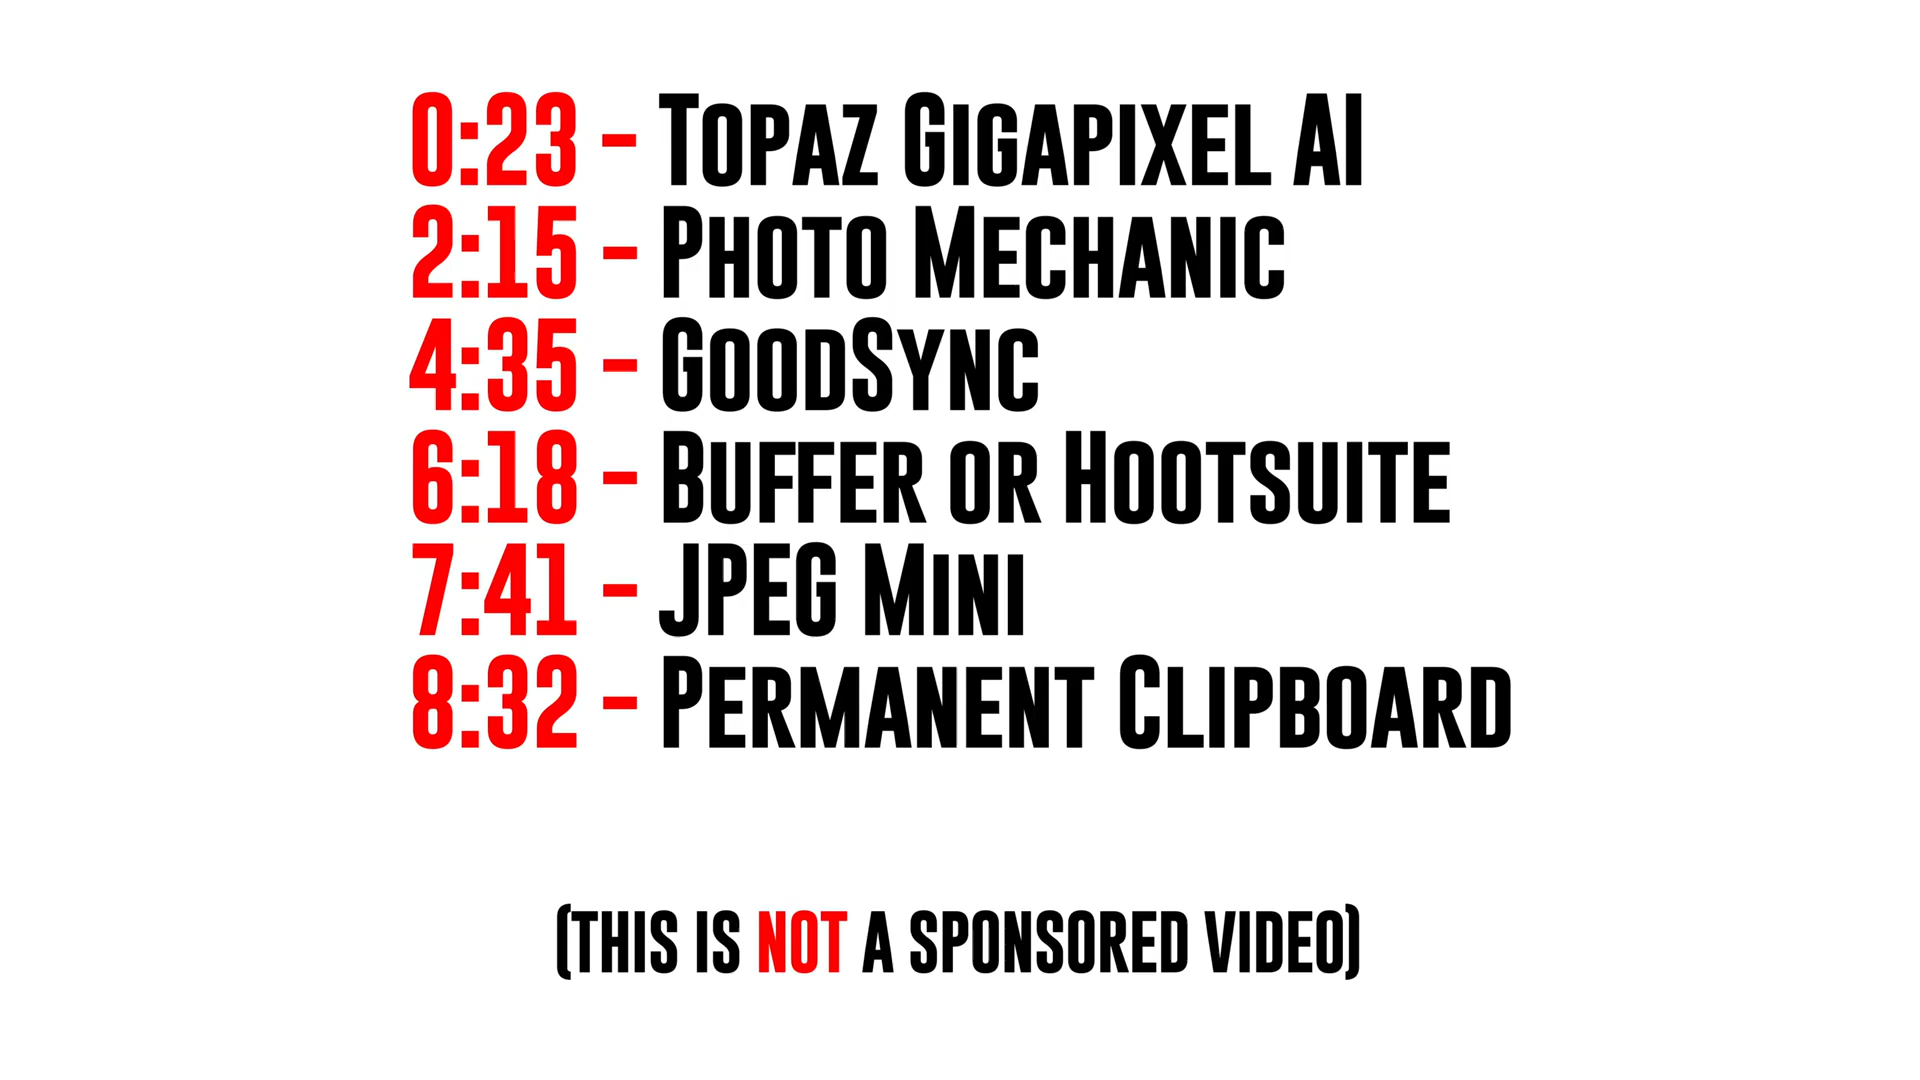 0:23 - Topaz Gigapixel AI
2:15 - Photo Mechanic
4:35 - GoodSync
6:18 - Buffer or Hootsuite
7:41 - JPEG Mini
8:32 - Permanent Clipboard
(THIS IS NOT A SPONSORED VIDEO)